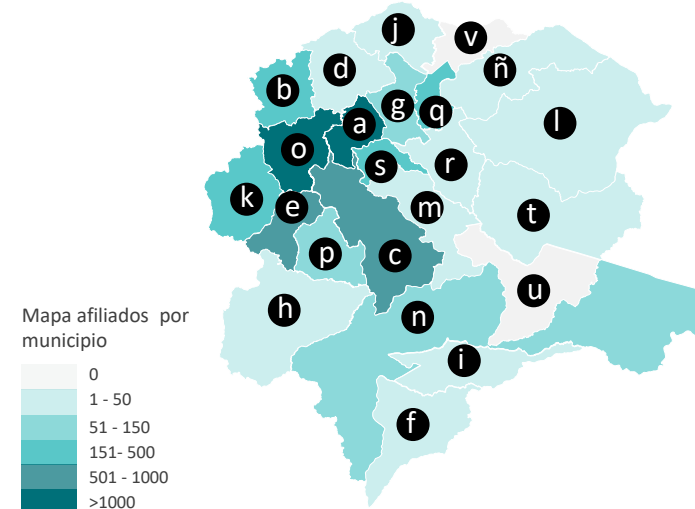 j
v
d
ñ
b
g
q
a
l
o
s
r
k
e
m
t
p
c
u
h
n
i
f
Mapa afiliados por
municipio
0
1 - 50
51 - 150
151- 500
501 - 1000
>1000